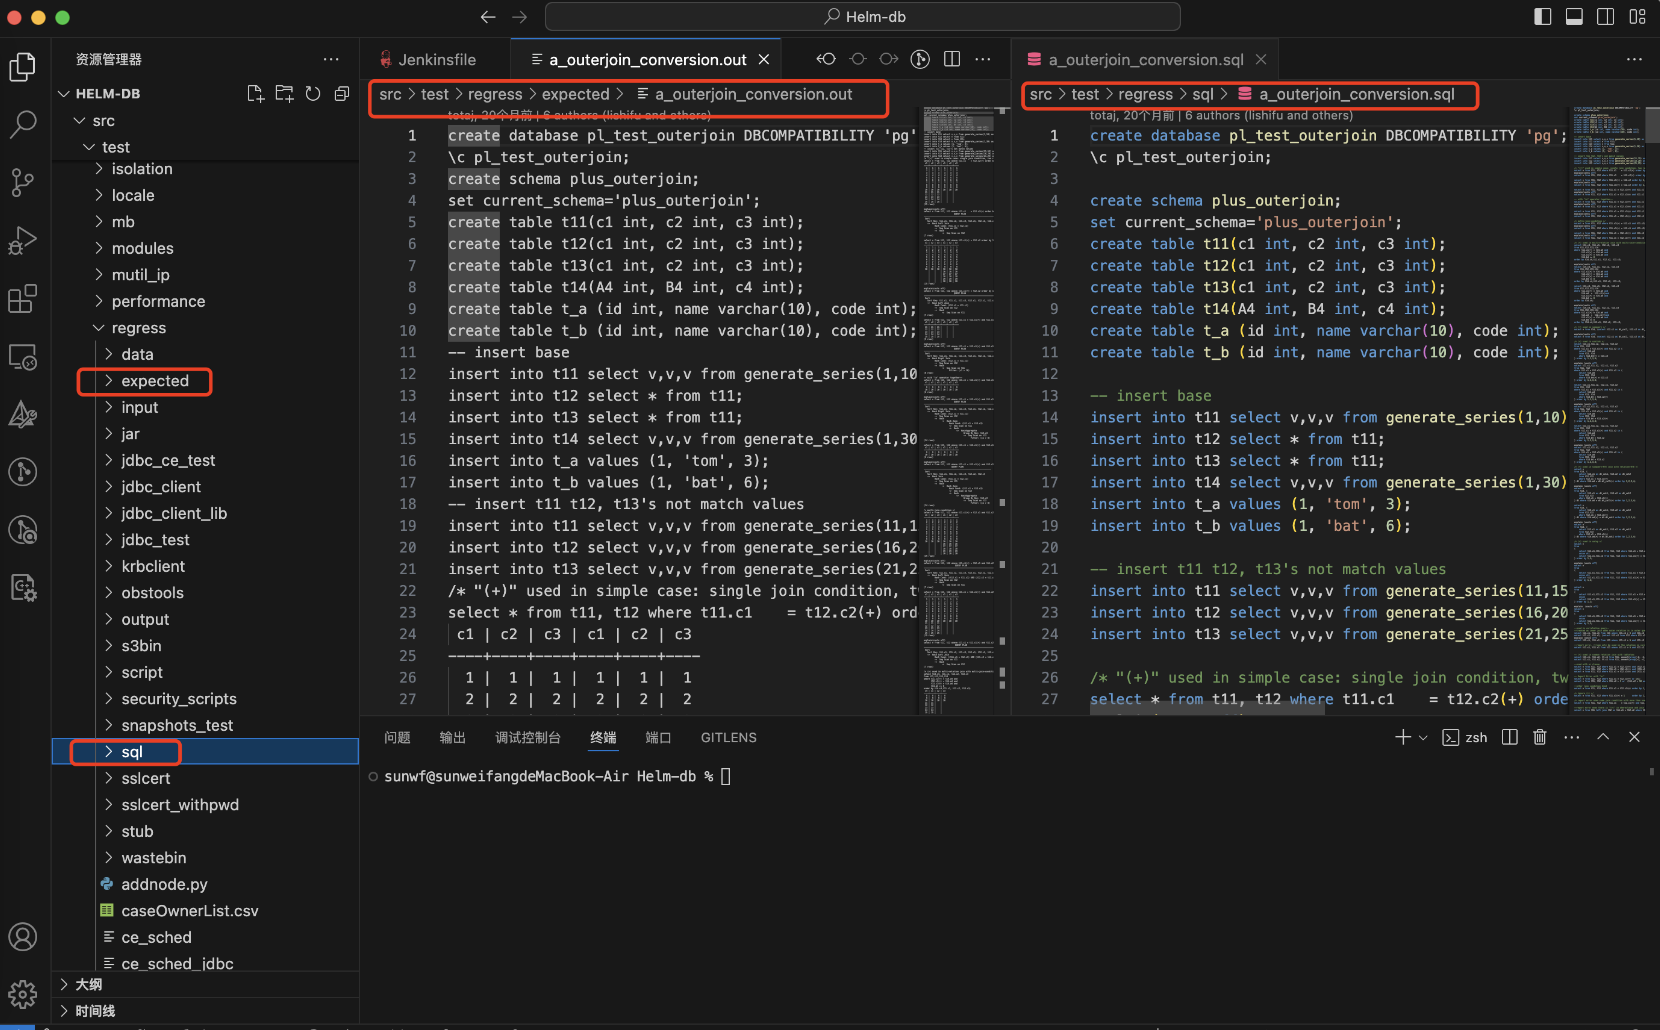 Helm-db
资源管理器
HELM-DB
src
test
isolation
locale
mb
modules
mutil_ip
performance
regress
data
expected
input
jar
jdbc_ce_test
jdbc_client
jdbc_client_lib
jdbc_test
krbclient
obstools
output
s3bin
script
security_scripts
snapshots_test
sql
sslcert
sslcert_withpwd
stub
wastebin
addnode.py
caseOwnerList.csv
ce_sched
ce_sched_jdbc
大纲
时间线
Jenkinsfile
a_outerjoin_conversion.out
src > test > regress > expected > a_outerjoin_conversion.out
totaj, 20个月前 | 6 authors (lishifu and others)
1 create database pl_test_outerjoin DBCOMPATIBILITY 'pg'
2 \c pl_test_outerjoin;
3 create schema plus_outerjoin;
4 set current_schema='plus_outerjoin';
5 create table t11(c1 int, c2 int, c3 int);
6 create table t12(c1 int, c2 int, c3 int);
7 create table t13(c1 int, c2 int, c3 int);
8 create table t14(A4 int, B4 int, c4 int);
9 create table t_a (id int, name varchar(10), code int);
10 create table t_b (id int, name varchar(10), code int);
11 -- insert base
12 insert into t11 select v,v,v from generate_series(1,10
13 insert into t12 select * from t11;
14 insert into t13 select * from t11;
15 insert into t14 select v,v,v from generate_series(1,30
16 insert into t_a values (1, 'tom', 3);
17 insert into t_b values (1, 'bat', 6);
18 -- insert t11 t12, t13's not match values
19 insert into t11 select v,v,v from generate_series(11,1
20 insert into t12 select v,v,v from generate_series(16,2
21 insert into t13 select v,v,v from generate_series(21,2
22 /* "(+)" used in simple case: single join condition, tw
23 select * from t11, t12 where t11.c1    = t12.c2(+) ord
24  c1 | c2 | c3 | c1 | c2 | c3
25 ----+----+----+----+----+----
26   1 |  1 |  1 |  1 |  1 |  1
27   2 |  2 |  2 |  2 |  2 |  2
a_outerjoin_conversion.sql
src > test > regress > sql > a_outerjoin_conversion.sql
totaj, 20个月前 | 6 authors (lishifu and others)
1 create database pl_test_outerjoin DBCOMPATIBILITY 'pg';
2 \c pl_test_outerjoin;
3
4 create schema plus_outerjoin;
5 set current_schema='plus_outerjoin';
6 create table t11(c1 int, c2 int, c3 int);
7 create table t12(c1 int, c2 int, c3 int);
8 create table t13(c1 int, c2 int, c3 int);
9 create table t14(A4 int, B4 int, c4 int);
10 create table t_a (id int, name varchar(10), code int);
11 create table t_b (id int, name varchar(10), code int);
12
13 -- insert base
14 insert into t11 select v,v,v from generate_series(1,10)
15 insert into t12 select * from t11;
16 insert into t13 select * from t11;
17 insert into t14 select v,v,v from generate_series(1,30)
18 insert into t_a values (1, 'tom', 3);
19 insert into t_b values (1, 'bat', 6);
20
21 -- insert t11 t12, t13's not match values
22 insert into t11 select v,v,v from generate_series(11,15
23 insert into t12 select v,v,v from generate_series(16,20
24 insert into t13 select v,v,v from generate_series(21,25
25
26 /* "(+)" used in simple case: single join condition, tw
27 select * from t11, t12 where t11.c1    = t12.c2(+) orde
问题 输出 调试控制台 终端 端口 GITLENS
zsh
sunwf@sunweifangdeMacBook-Air Helm-db %